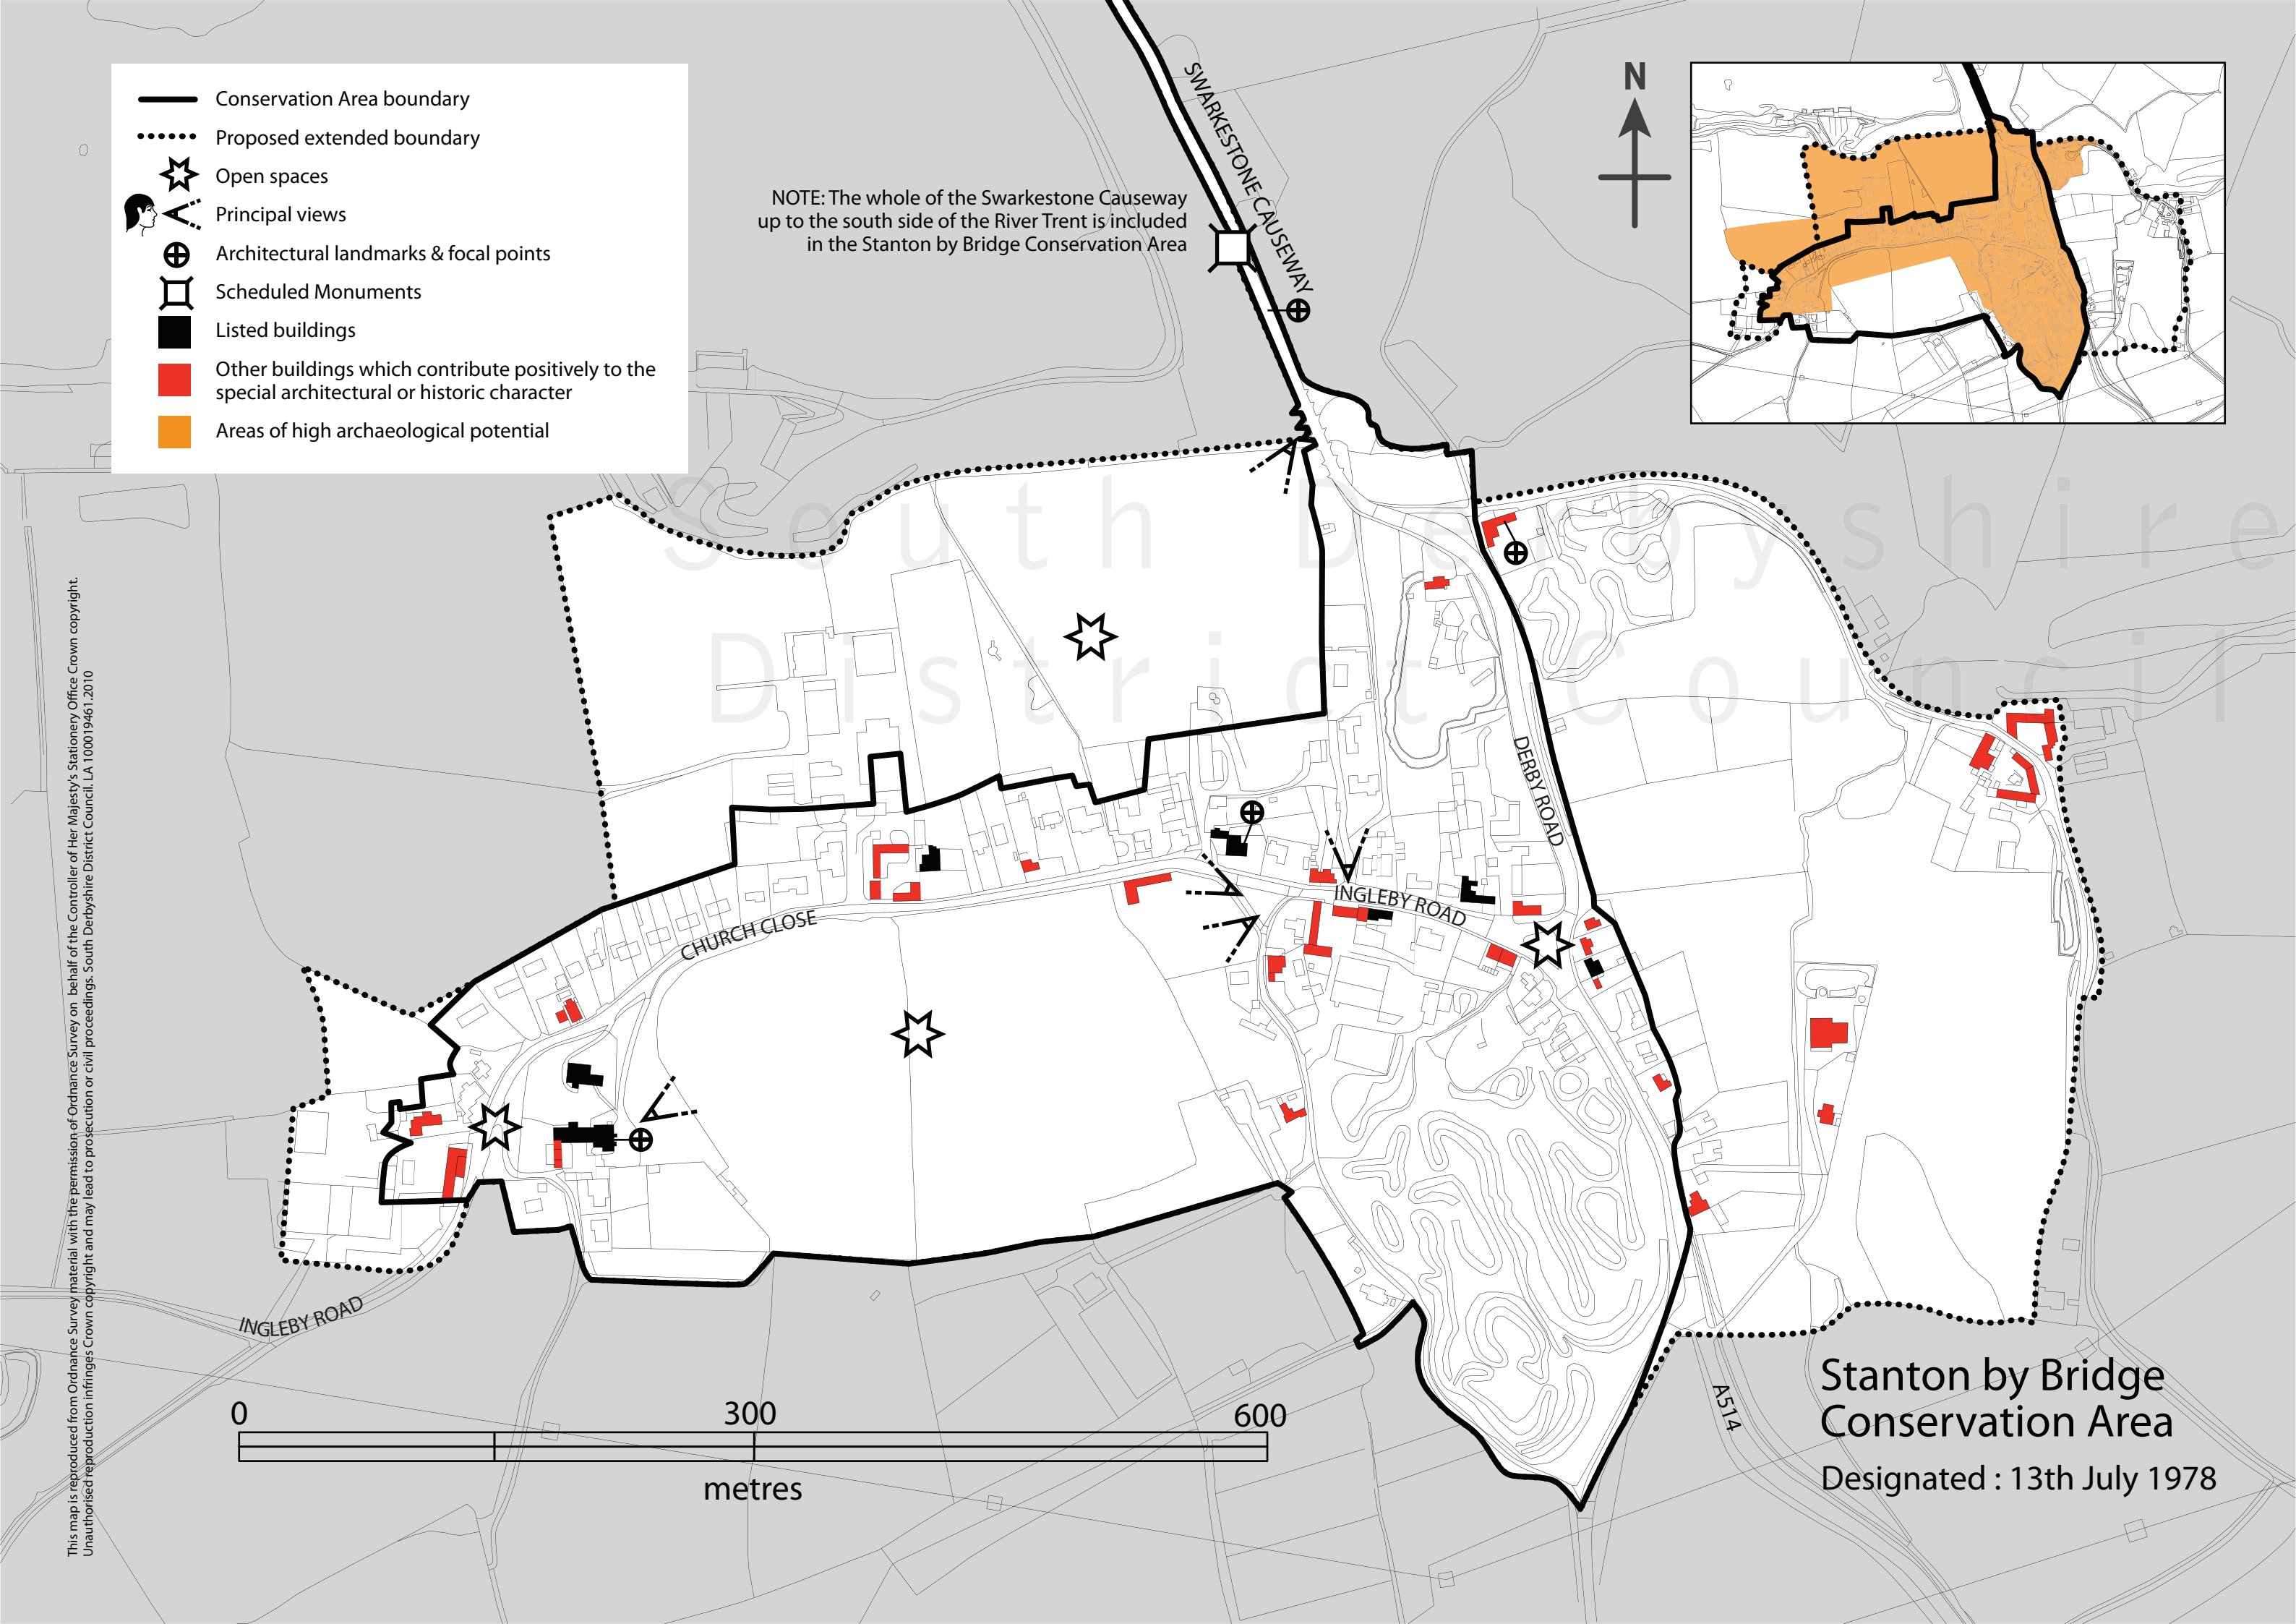 Conservation Area boundary
Proposed extended boundary
Open spaces
Principal views
Architectural landmarks & focal points
Scheduled Monuments
Listed buildings
Other buildings which contribute positively to the
special architectural or historic character
Areas of high archaeological potential
NOTE: The whole of the Swarkestone Causeway
up to the south side of the River Trent is included
in the Stanton by Bridge Conservation Area
SWARKESTONE CAUSEWAY
N
South Derbyshire
District Council
DERBY ROAD
INGLEBY ROAD
CHURCH CLOSE
INGLEBY ROAD
A514
0 300 600
metres
Stanton by Bridge
Conservation Area
Designated : 13th July 1978
This map is reproduced from Ordnance Survey material with the permission of Ordnance Survey on behalf of the Controller of Her Majesty's Stationery Office Crown copyright.
Unauthorised reproduction infringes Crown copyright and may lead to prosecution or civil proceedings. South Derbyshire District Council. LA 100019461.2010